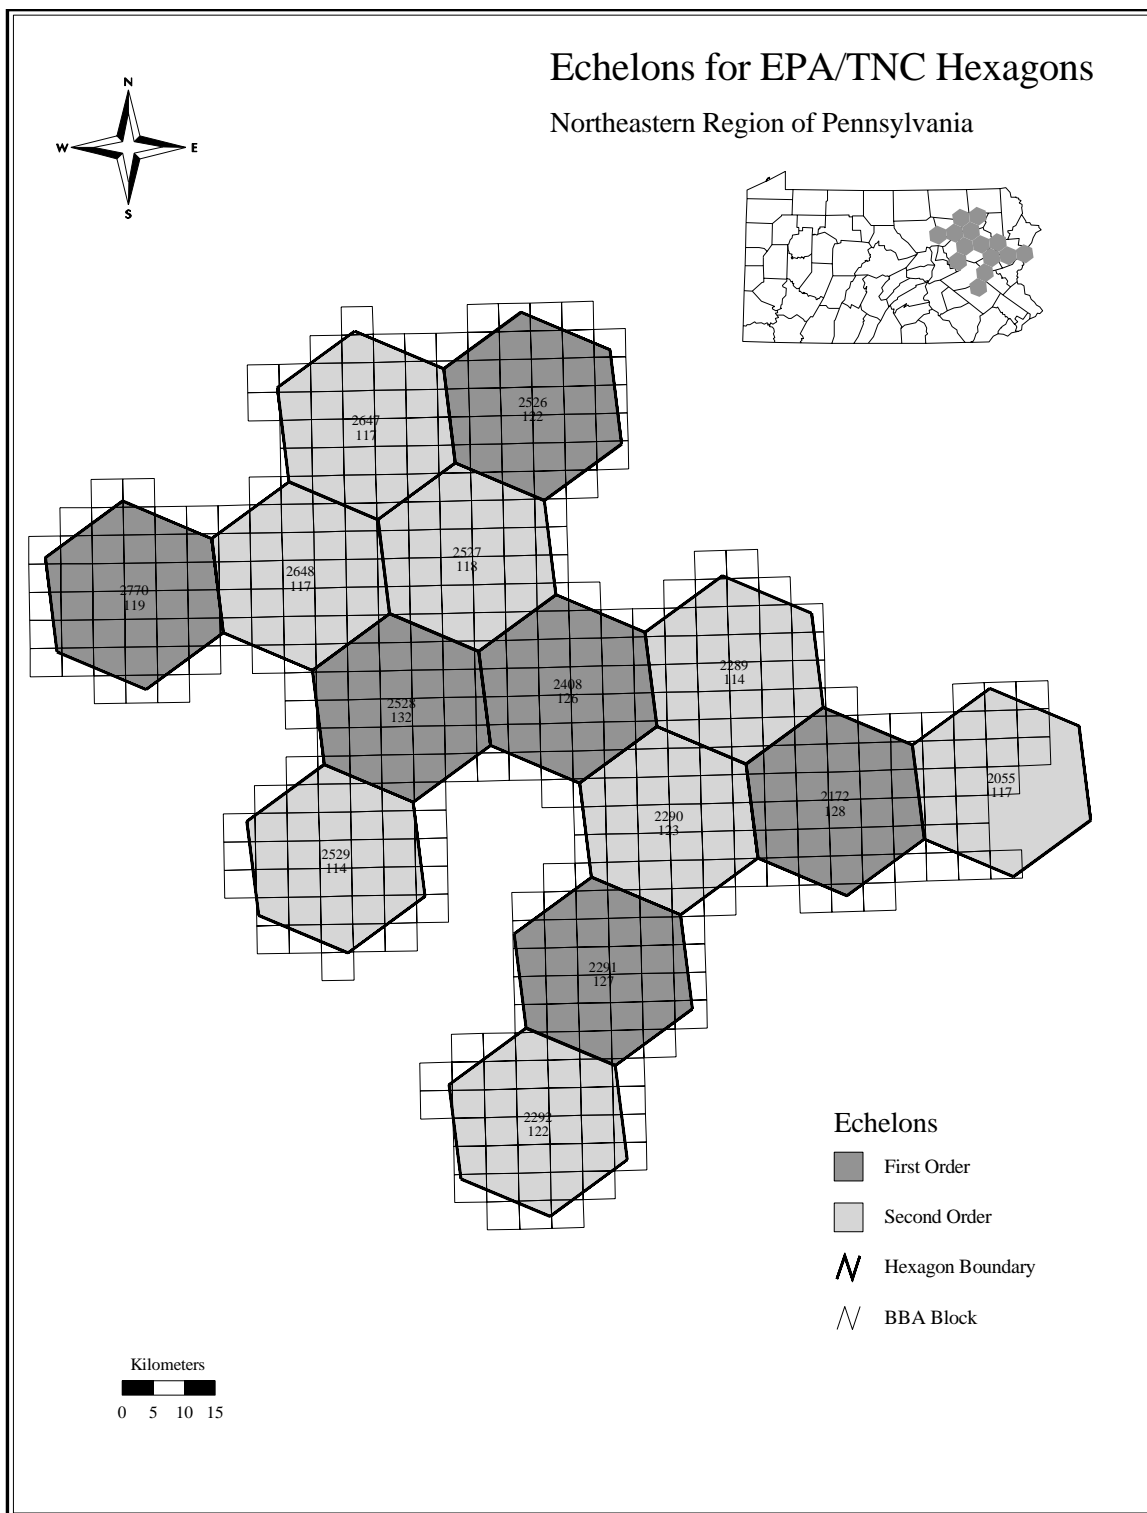 Echelons for EPA/TNC Hexagons
Northeastern Region of Pennsylvania
N
W
E
S
2526
122
2647
117
2527
118
2648
117
2770
119
2289
114
2408
126
2528
132
2055
117
2172
128
2290
123
2529
114
2291
127
2292
122
Echelons
First Order
Second Order
Hexagon Boundary
BBA Block
Kilometers
0 5 10 15